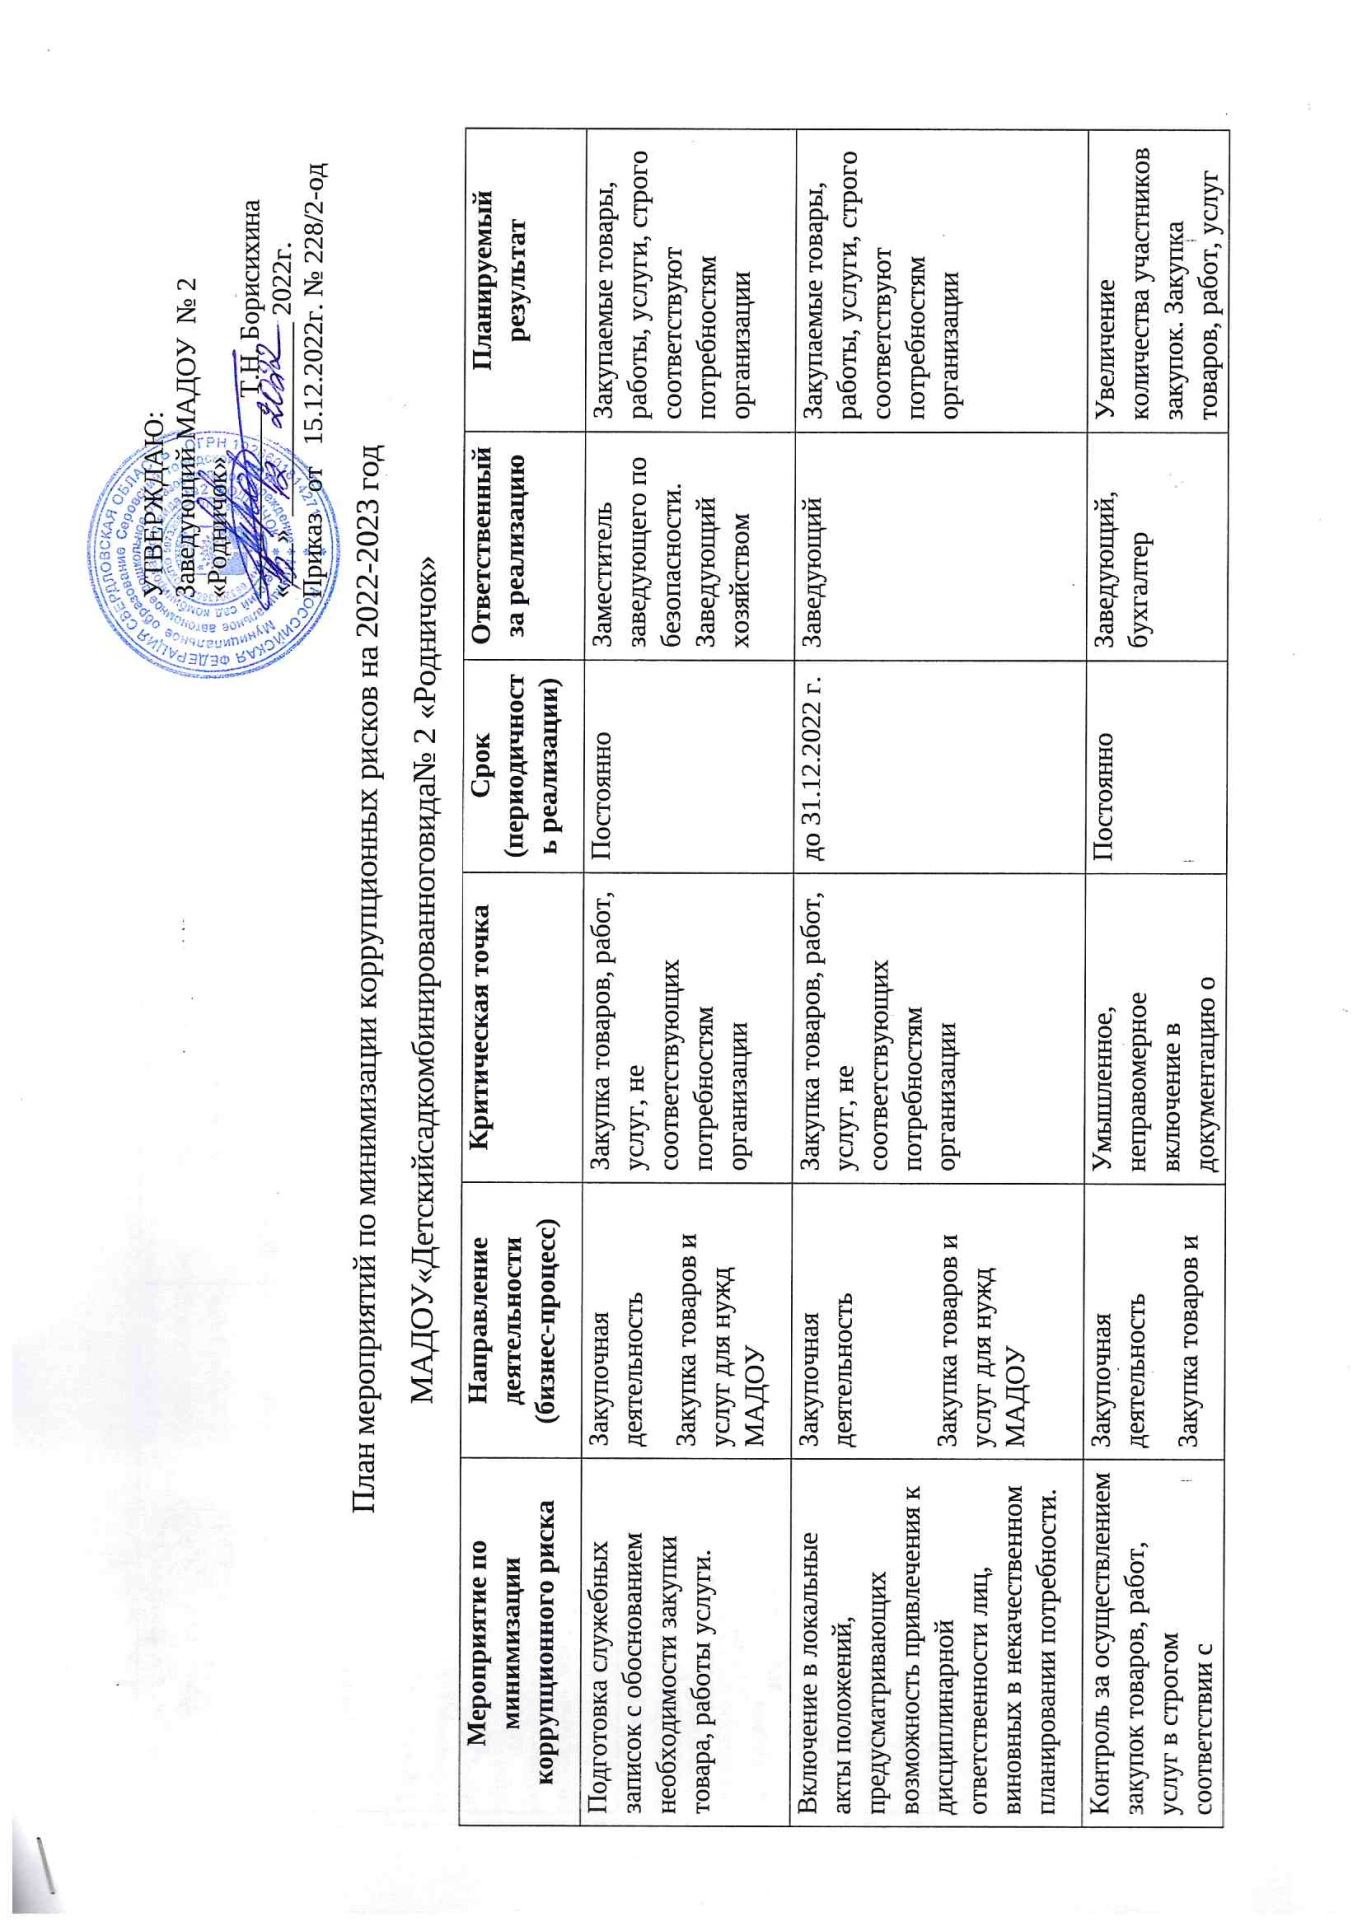 УТВЕРЖДАЮ:
Заведующий МАДОУ № 2
«Родничок»
Т.Н. Борисихина
« » 2022 2022г.
Приказ от 15.12.2022г. № 228/2-од
План мероприятий по минимизации коррупционных рисков на 2022-2023 год
МАДОУ«Детскийсадкомбинированноговида№ 2 «Родничок»
Мероприятие по
минимизации
коррупционного риска
Направление
деятельности
(бизнес-процесс)
Критическая точка
Срок
(периодичност
ь реализации)
Ответственный
за реализацию
Планируемый
результат
Подготовка служебных
записок с обоснованием
необходимости закупки
товара, работы услуги.
Закупочная
деятельность
Закупка товаров и
услуг для нужд
МАДОУ
Закупка товаров, работ,
услуг, не
соответствующих
потребностям
организации
Постоянно
Заместитель
заведующего по
безопасности.
Заведующий
хозяйством
Закупаемые товары,
работы, услуги, строго
соответствуют
потребностям
организации
Включение в локальные
акты положений,
предусматривающих
возможность привлечения к
дисциплинарной
ответственности лиц,
виновных в некачественном
планировании потребности.
Закупочная
деятельность
Закупка товаров и
услуг для нужд
МАДОУ
Закупка товаров, работ,
услуг, не
соответствующих
потребностям
организации
до 31.12.2022 г.
Заведующий
Закупаемые товары,
работы, услуги, строго
соответствуют
потребностям
организации
Контроль за осуществлением
закупок товаров, работ,
услуг в строгом
соответствии с
Закупочная
деятельность
Закупка товаров и
Умышленное,
неправомерное
включение в
документацию о
Постоянно
Заведующий,
бухгалтер
Увеличение
количества участников
закупок. Закупка
товаров, работ, услуг
РОССИЙСКАЯ ФЕДЕРАЦИЯ СВЕРДЛОВСКАЯ ОБЛАСТЬ